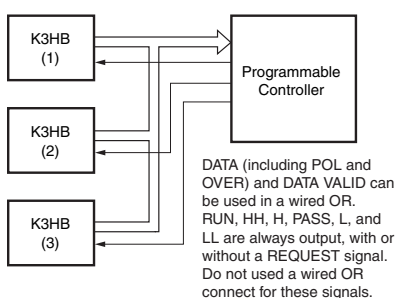 K3HB
(1)
Programmable
Controller
K3HB
(2)
K3HB
(3)
DATA (including POL and
OVER) and DATA VALID can
be used in a wired OR.
RUN, HH, H, PASS, L, and
LL are always output, with or
without a REQUEST signal.
Do not used a wired OR
connect for these signals.